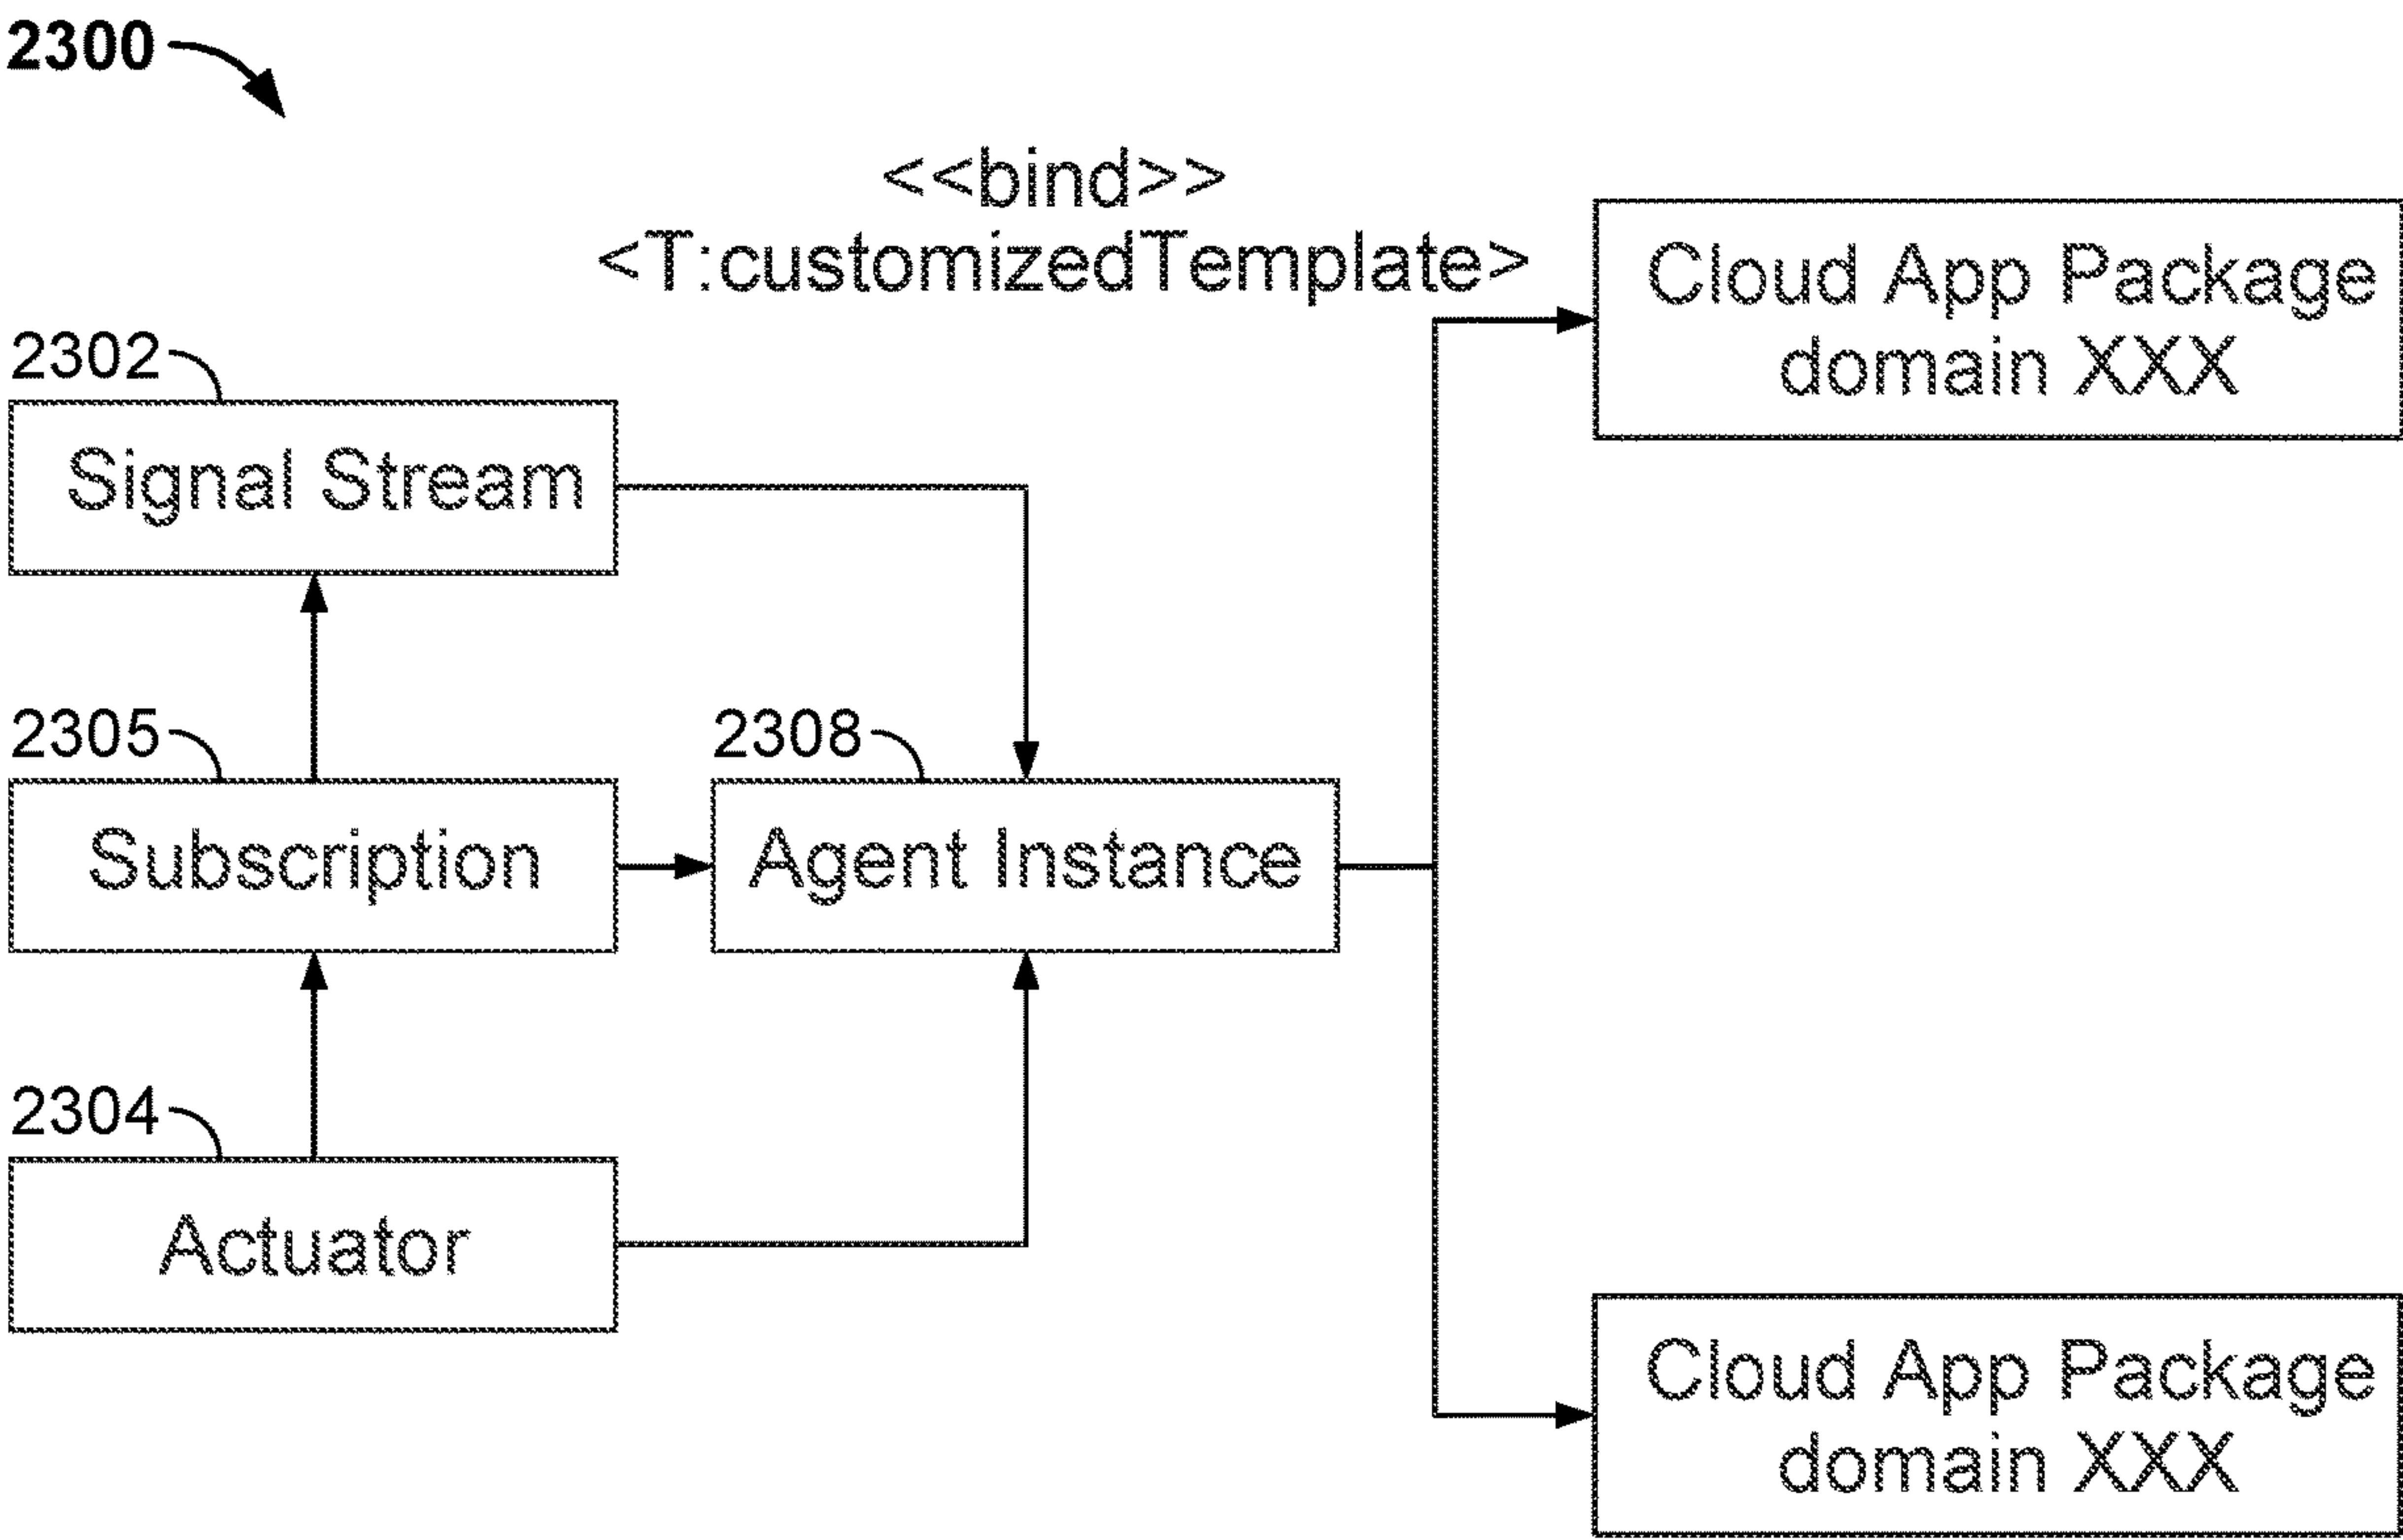 2300
<<bind>>
<T:customizedTemplate>
Cloud App Package
domain XXX
2302
Signal Stream
2305
Subscription
2308
Agent Instance
2304
Actuator
Cloud App Package
domain XXX